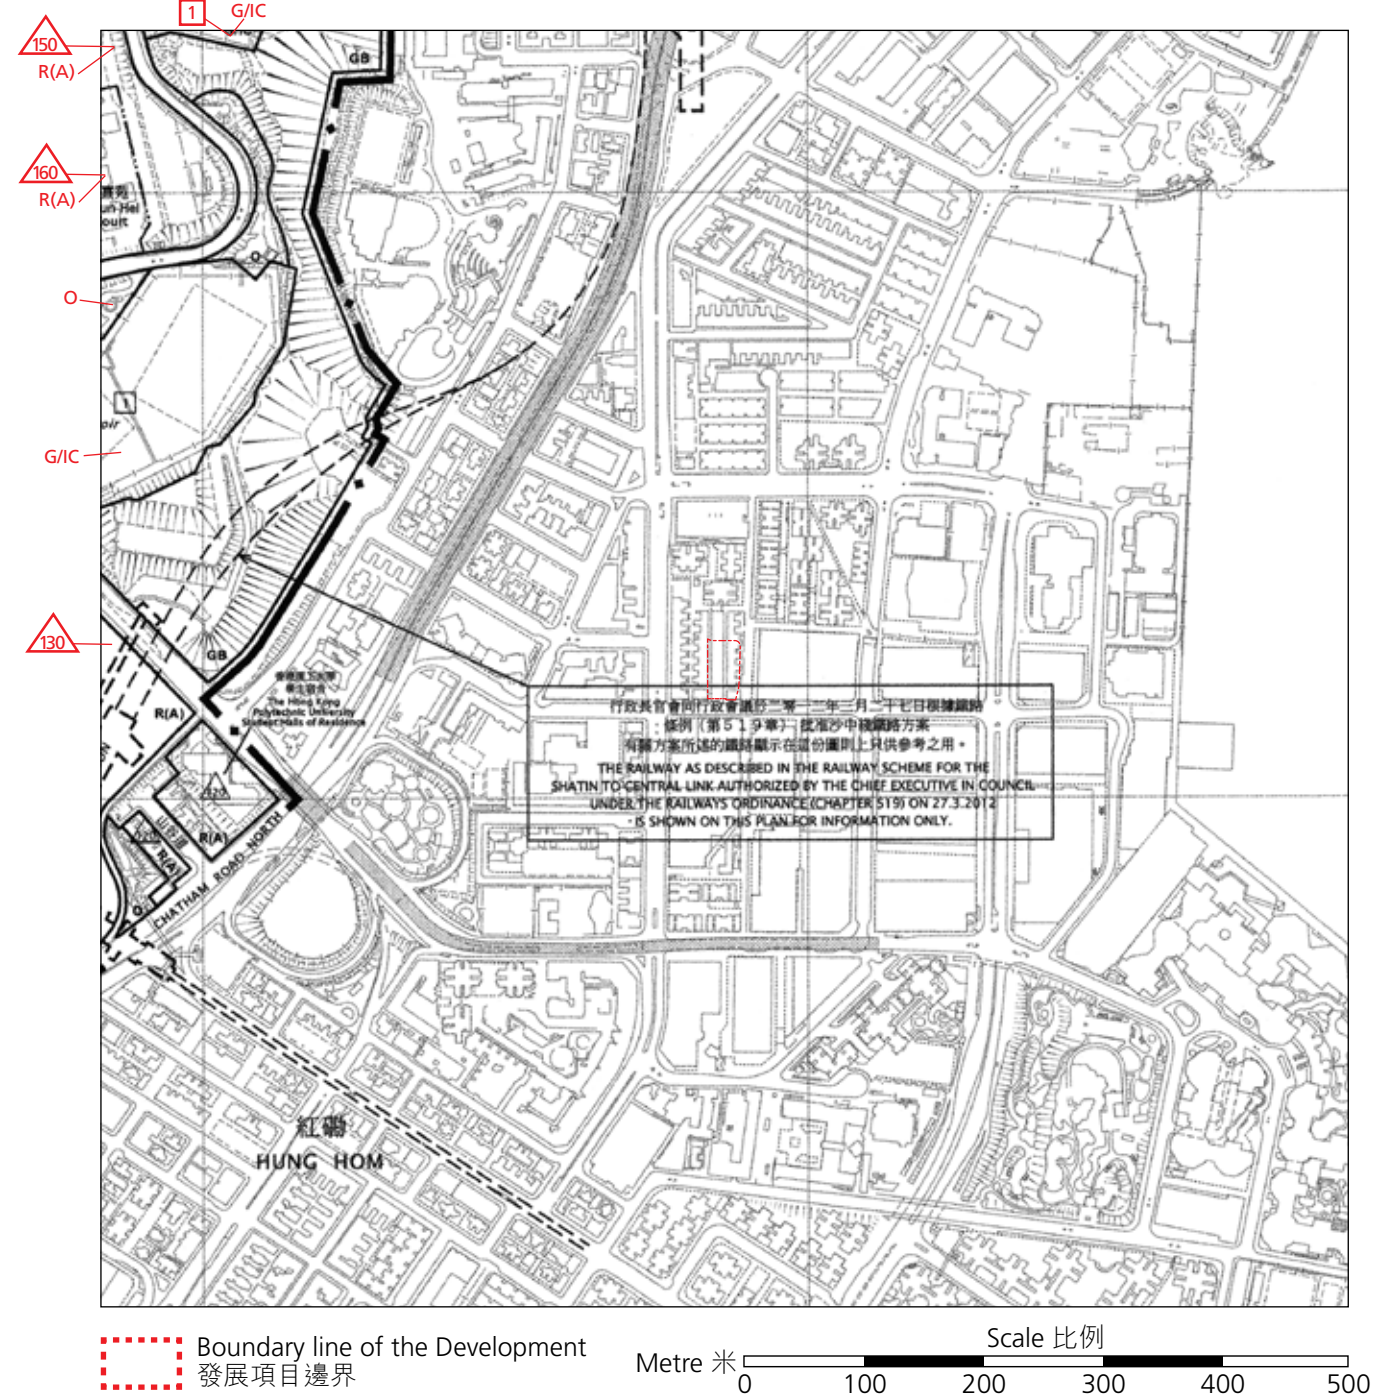 1
G/IC
150
R(A)
GB
160
R(A)
O
O
1
G/IC
130
GB
R(A)
The Hong Kong
Polytechnic University
Student Halls of Residence
行政長官會同行政會議於二零一二年三月二十七日根據鐵路
條例（第５１９章）批准沙中綫鐵路方案
有關方案所述的鐵路顯示在這份圖則上只供參考之用。
THE RAILWAY AS DESCRIBED IN THE RAILWAY SCHEME FOR THE
SHATIN TO CENTRAL LINK AUTHORIZED BY THE CHIEF EXECUTIVE IN COUNCIL
UNDER THE RAILWAYS ORDINANCE (CHAPTER 519) ON 27.3.2012
IS SHOWN ON THIS PLAN FOR INFORMATION ONLY.
120
R(A)
R(A)
CHATHAM ROAD NORTH
O
紅磡
HUNG HOM
Boundary line of the Development
發展項目邊界
Scale 比例
Metre 米
0 100 200 300 400 500